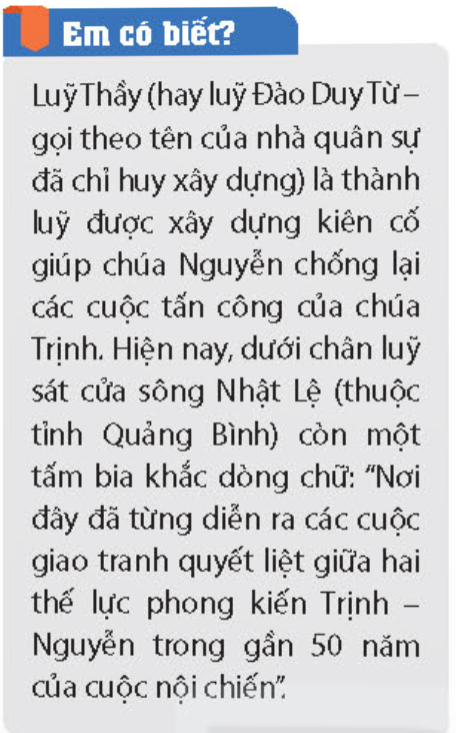 Em có biết?
Luỹ Thầy (hay luỹ Đào Duy Từ –
gọi theo tên của nhà quân sự
đã chỉ huy xây dựng) là thành
luỹ được xây dựng kiên cố
giúp chúa Nguyễn chống lại
các cuộc tấn công của chúa
Trịnh. Hiện nay, dưới chân luỹ
sát cửa sông Nhật Lệ (thuộc
tỉnh Quảng Bình) còn một
tấm bia khắc dòng chữ: “Nơi
đây đã từng diễn ra các cuộc
giao tranh quyết liệt giữa hai
thế lực phong kiến Trịnh –
Nguyễn trong gần 50 năm
của cuộc nội chiến”.